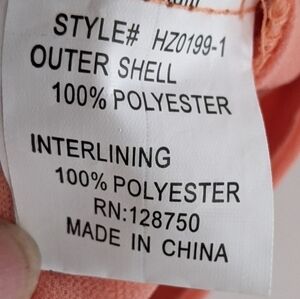 STYLE# HZ0199-1
OUTER SHELL
100% POLYESTER
INTERLINING
100% POLYESTER
RN:128750
MADE IN CHINA